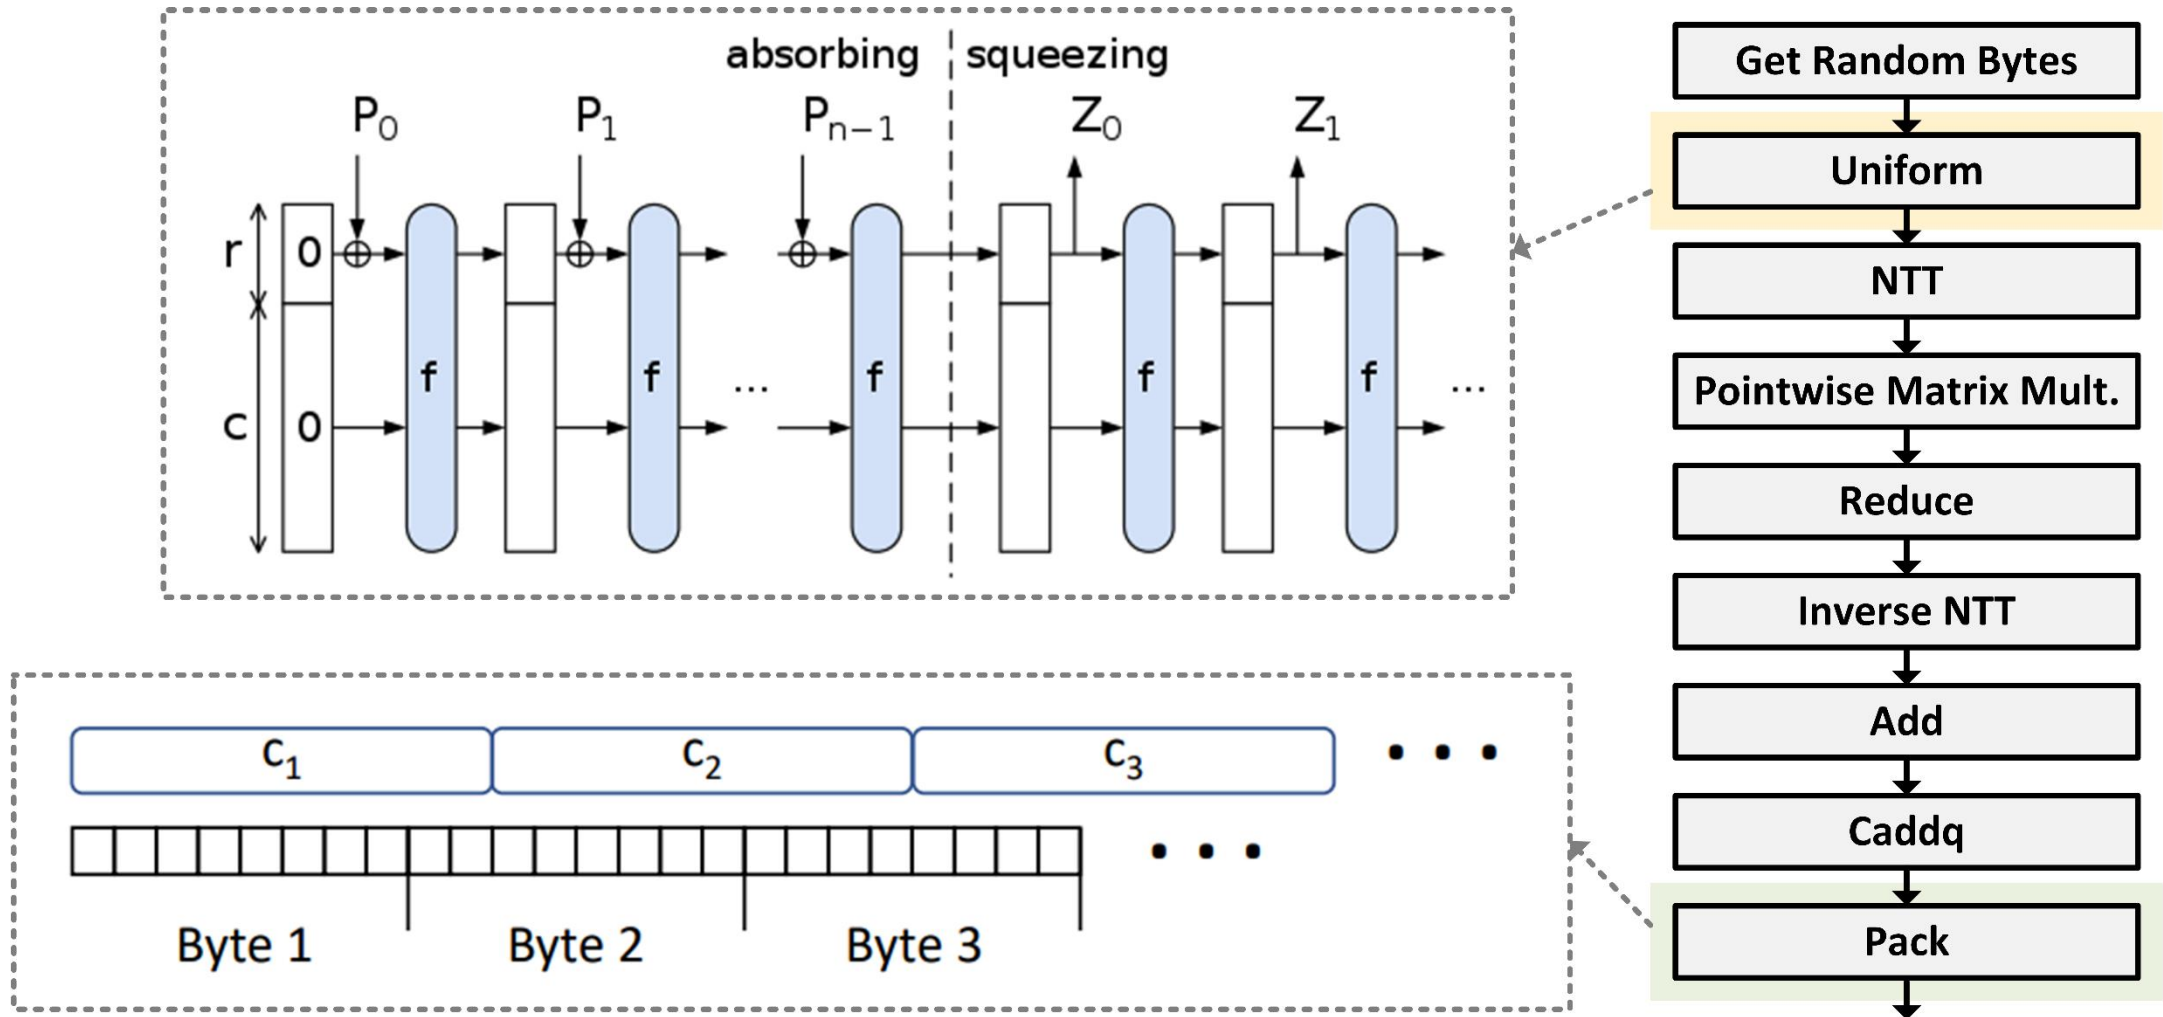 absorbing squeezing
P₀ P₁ Pₙ₋₁ Z₀ Z₁
r 0
f f ... f f f ...
c 0
C₁ C₂ C₃ • • •
• • •
Byte 1 Byte 2 Byte 3
Get Random Bytes
Uniform
NTT
Pointwise Matrix Mult.
Reduce
Inverse NTT
Add
Caddq
Pack